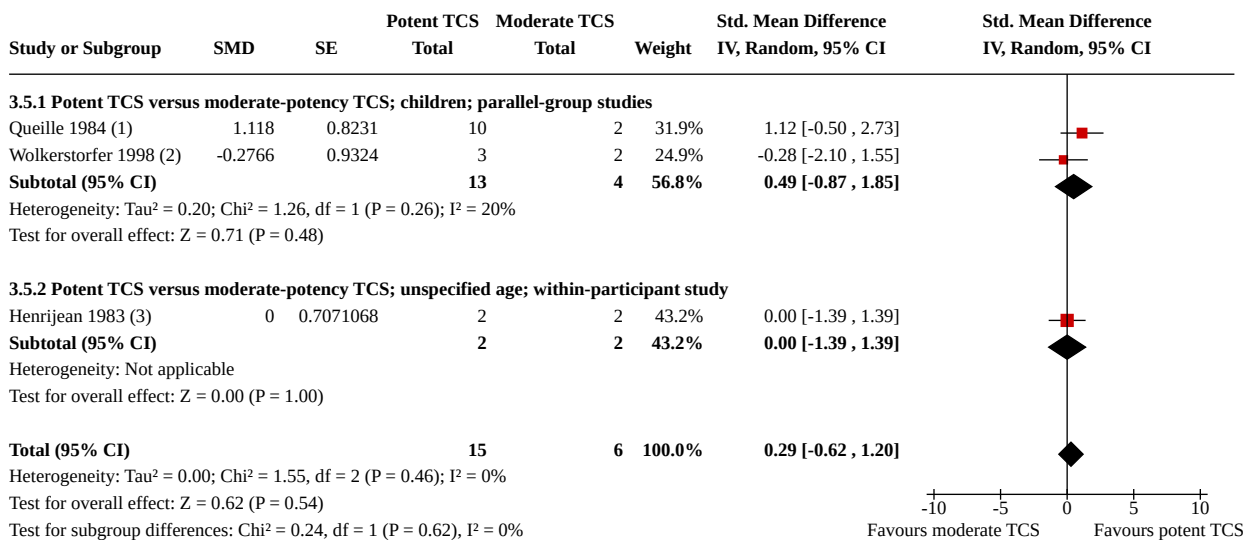 Potent TCS Moderate TCS Std. Mean Difference Std. Mean Difference
Study or Subgroup SMD SE Total Total Weight IV, Random, 95% CI IV, Random, 95% CI
3.5.1 Potent TCS versus moderate-potency TCS; children; parallel-group studies
Queille 1984 (1) 1.118 0.8231 10 2 31.9% 1.12 [-0.50 , 2.73]
Wolkerstorfer 1998 (2) -0.2766 0.9324 3 2 24.9% -0.28 [-2.10 , 1.55]
Subtotal (95% CI) 13 4 56.8% 0.49 [-0.87 , 1.85]
Heterogeneity: Tau² = 0.20; Chi² = 1.26, df = 1 (P = 0.26); I² = 20%
Test for overall effect: Z = 0.71 (P = 0.48)
3.5.2 Potent TCS versus moderate-potency TCS; unspecified age; within-participant study
Henrijean 1983 (3) 0 0.7071068 2 2 43.2% 0.00 [-1.39 , 1.39]
Subtotal (95% CI) 2 2 43.2% 0.00 [-1.39 , 1.39]
Heterogeneity: Not applicable
Test for overall effect: Z = 0.00 (P = 1.00)
Total (95% CI) 15 6 100.0% 0.29 [-0.62 , 1.20]
Heterogeneity: Tau² = 0.00; Chi² = 1.55, df = 2 (P = 0.46); I² = 0%
Test for overall effect: Z = 0.62 (P = 0.54)
-10 -5 0 5 10
Test for subgroup differences: Chi² = 0.24, df = 1 (P = 0.62), I² = 0% Favours moderate TCS Favours potent TCS